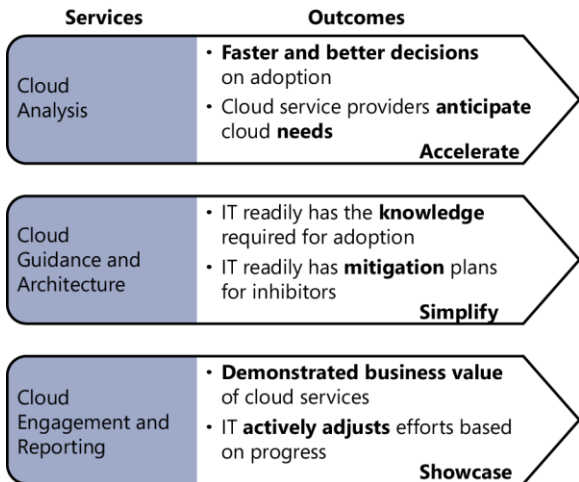 Services Outcomes
Cloud
Analysis
• Faster and better decisions
on adoption
• Cloud service providers anticipate
cloud needs
Accelerate
Cloud
Guidance and
Architecture
• IT readily has the knowledge
required for adoption
• IT readily has mitigation plans
for inhibitors
Simplify
Cloud
Engagement and
Reporting
• Demonstrated business value
of cloud services
• IT actively adjusts efforts based
on progress
Showcase